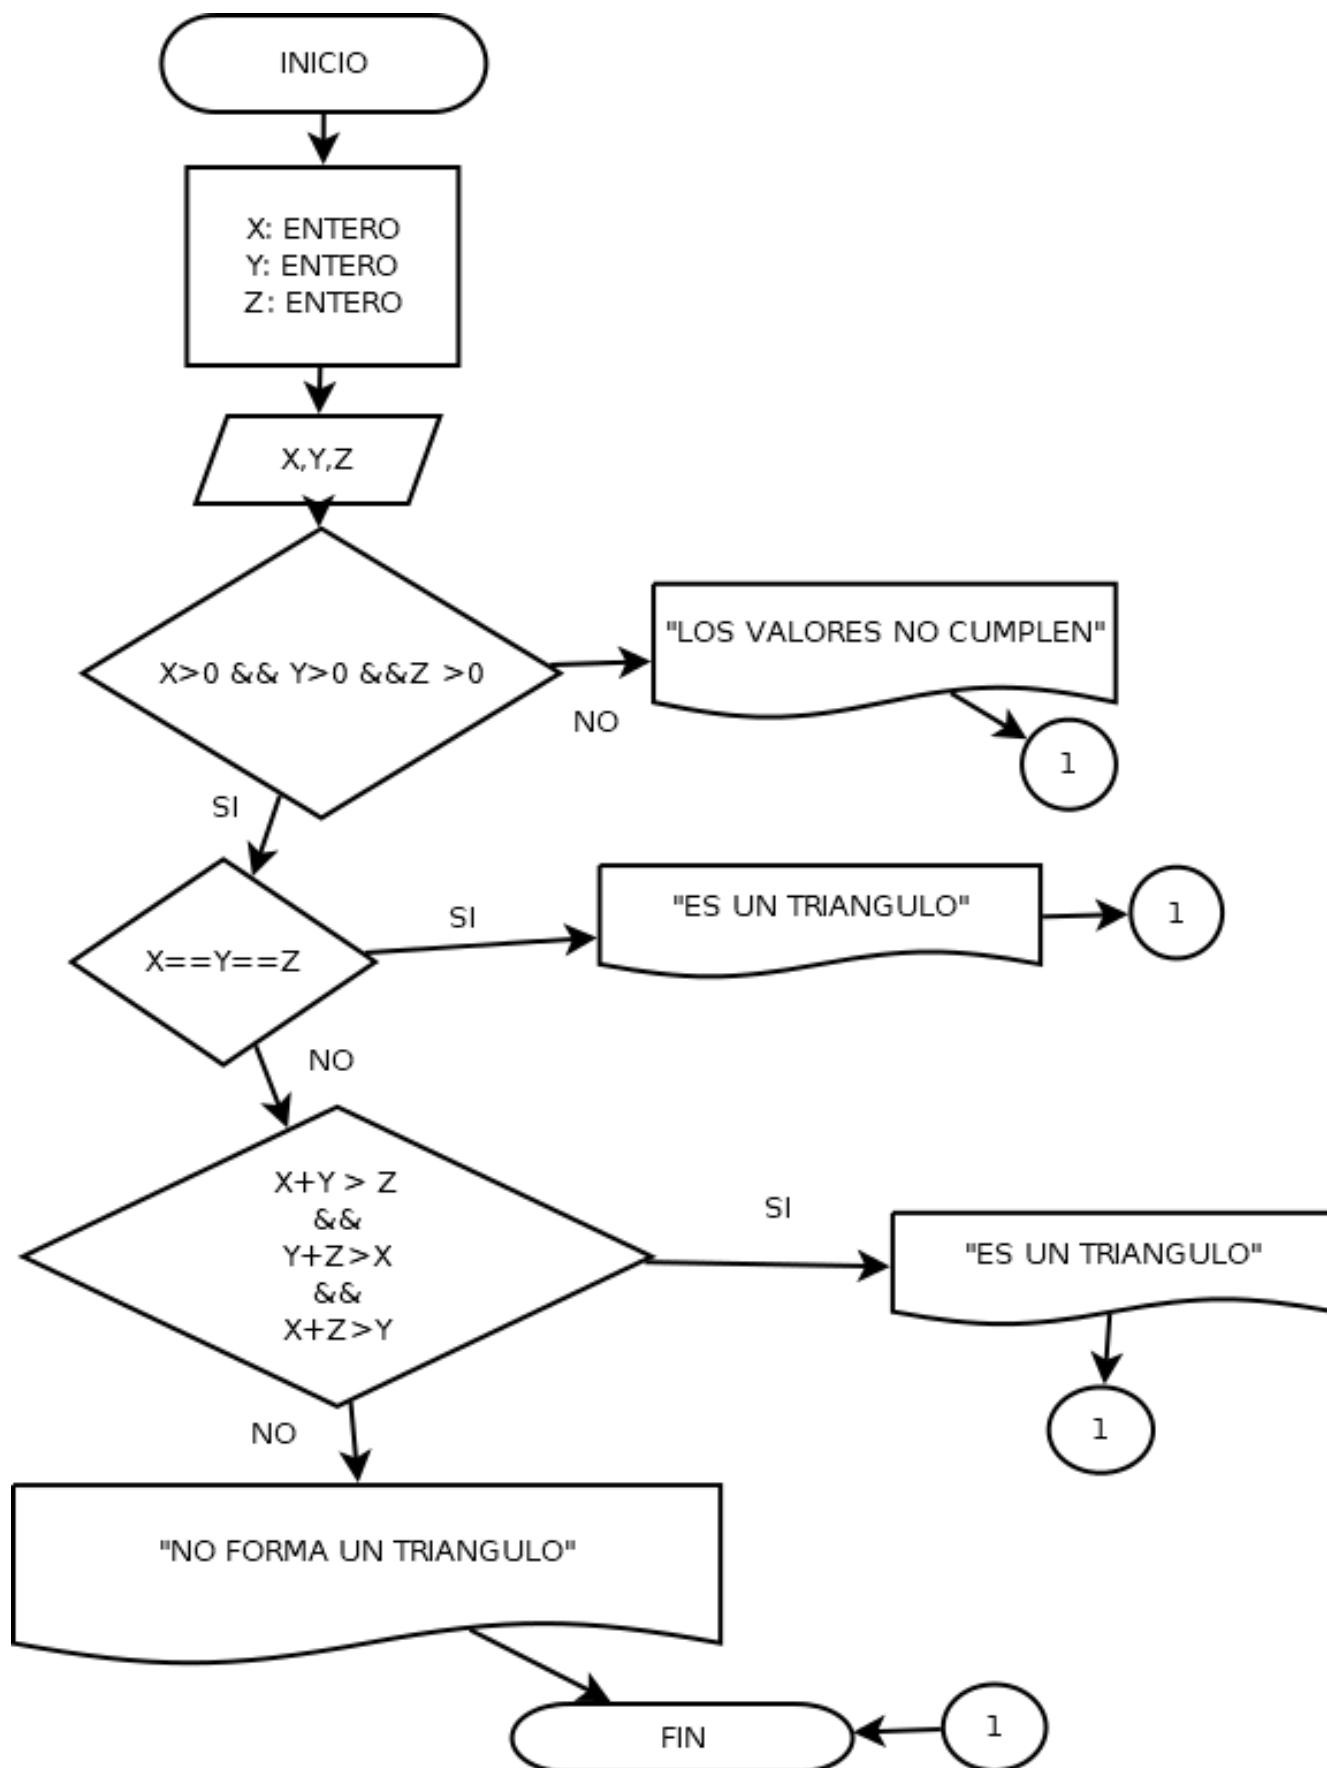 INICIO
X: ENTERO
Y: ENTERO
Z: ENTERO
X,Y,Z
X>0 && Y>0 &&Z >0
NO
"LOS VALORES NO CUMPLEN"
1
SI
X==Y==Z
SI
"ES UN TRIANGULO"
1
NO
X+Y > Z
&&
Y+Z>X
&&
X+Z>Y
SI
"ES UN TRIANGULO"
1
NO
"NO FORMA UN TRIANGULO"
FIN
1